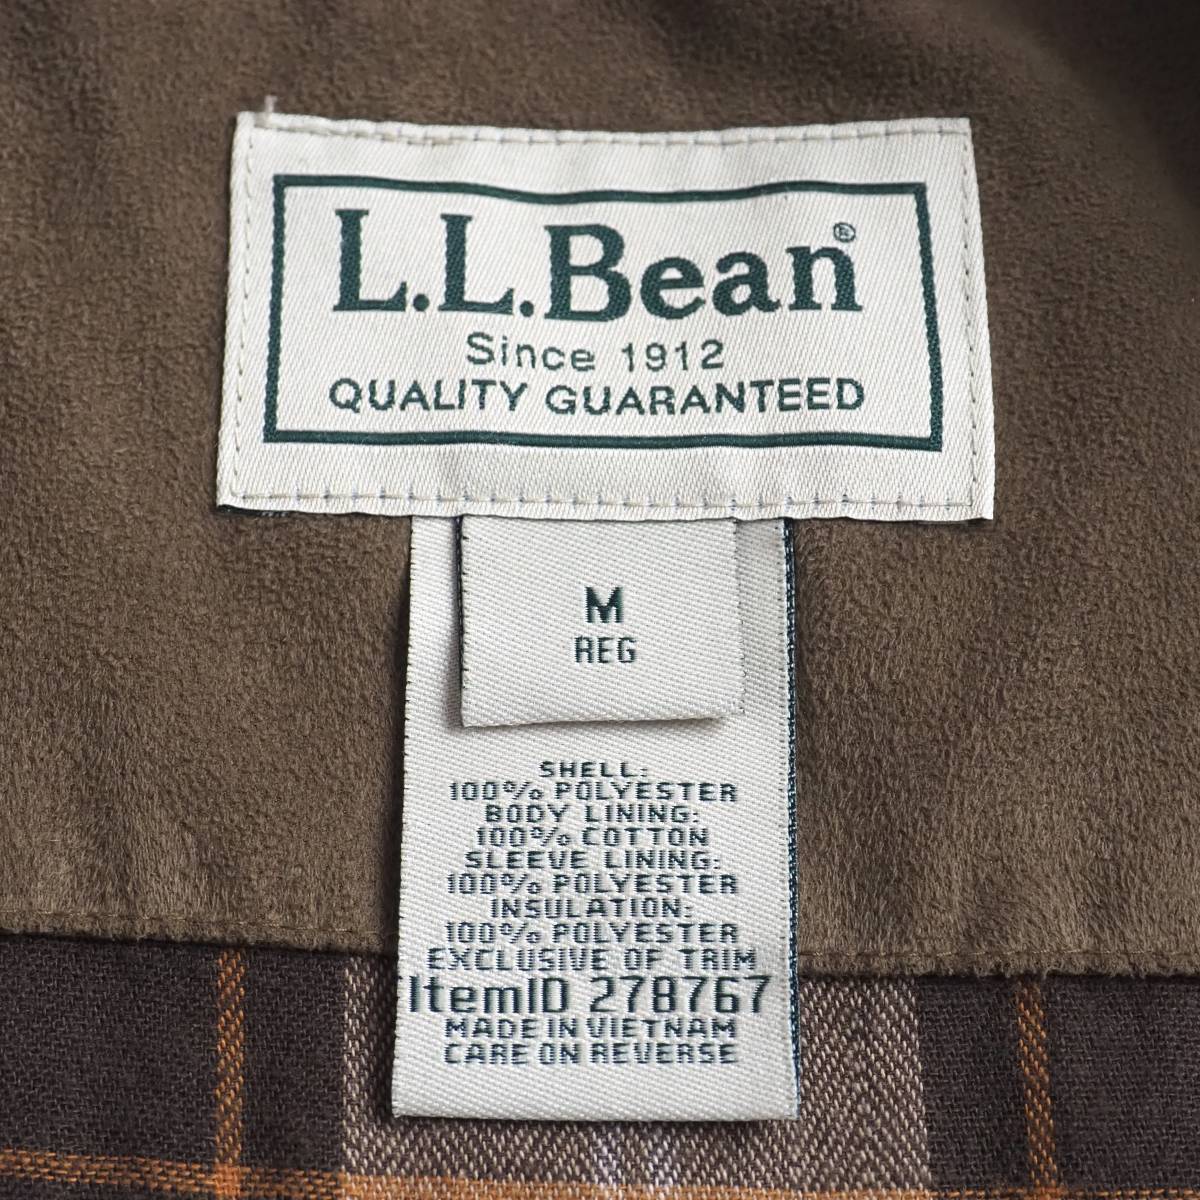 L.L.Bean®
Since 1912
QUALITY GUARANTEED
M
REG
SHELL:
100% POLYESTER
BODY LINING:
100% COTTON
SLEEVE LINING:
100% POLYESTER
INSULATION:
100% POLYESTER
EXCLUSIVE OF TRIM
ItemID 278767
MADE IN VIETNAM
CARE ON REVERSE